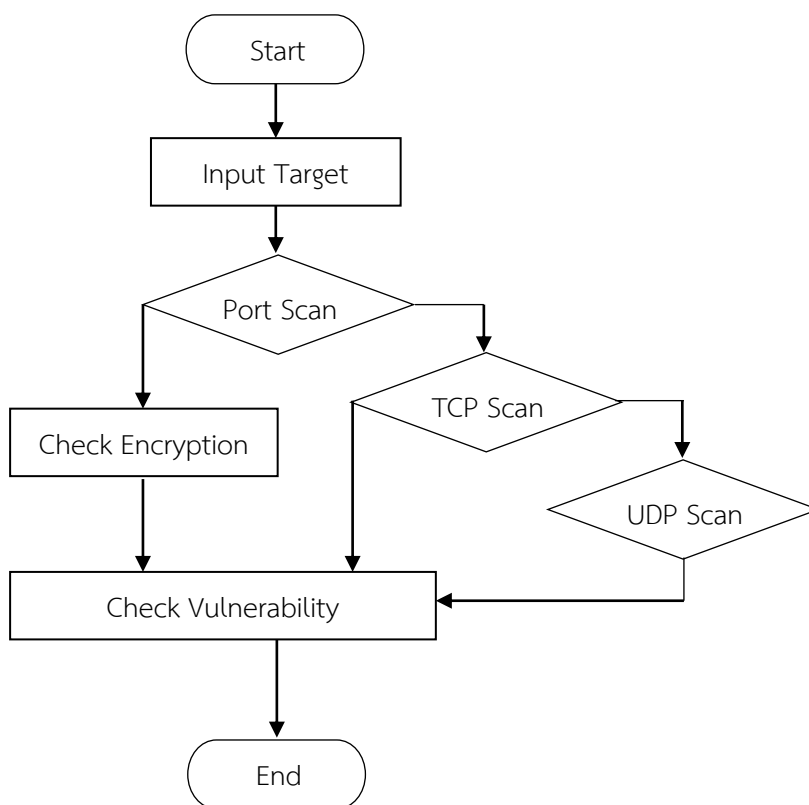 Start
Input Target
Port Scan
TCP Scan
Check Encryption
UDP Scan
Check Vulnerability
End